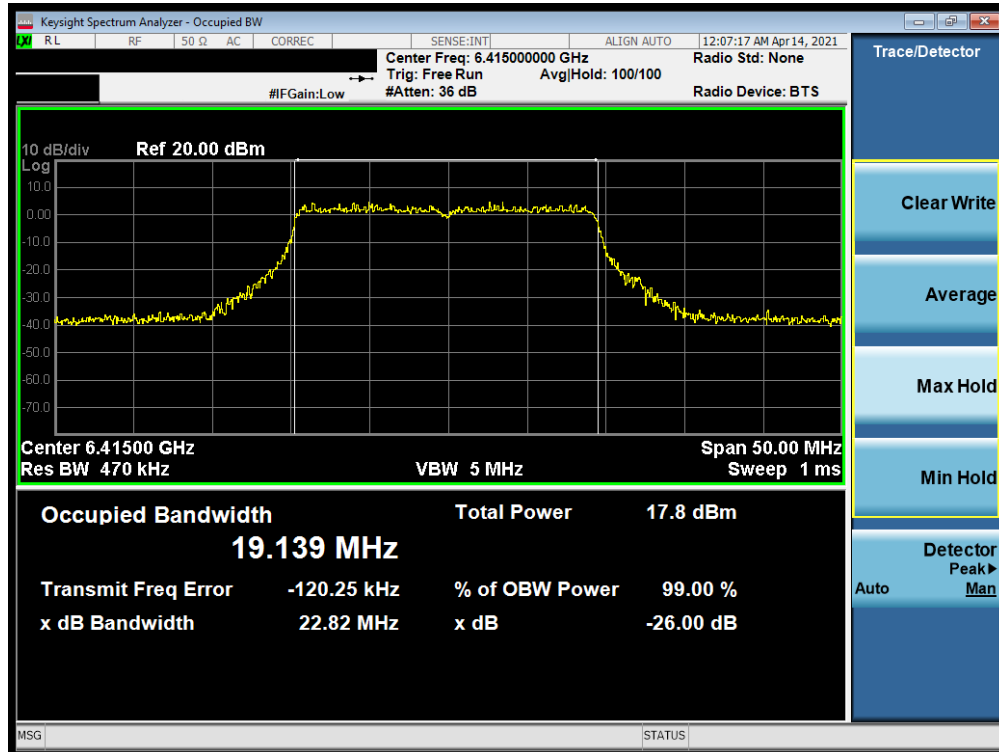 Keysight Spectrum Analyzer - Occupied BW
LXI RL RF 50 Ω AC CORREC SENSE:INT ALIGN AUTO 12:07:17 AM Apr 14, 2021
Center Freq: 6.415000000 GHz Radio Std: None
Trig: Free Run Avg|Hold: 100/100
#IFGain:Low #Atten: 36 dB Radio Device: BTS
10 dB/div Ref 20.00 dBm
Log
10.0
0.00
-10.0
-20.0
-30.0
-40.0
-50.0
-60.0
-70.0
Center 6.41500 GHz Span 50.00 MHz
Res BW 470 kHz VBW 5 MHz Sweep 1 ms
Occupied Bandwidth Total Power 17.8 dBm
19.139 MHz
Transmit Freq Error -120.25 kHz % of OBW Power 99.00 %
x dB Bandwidth 22.82 MHz x dB -26.00 dB
MSG STATUS
Trace/Detector
Clear Write
Average
Max Hold
Min Hold
Detector
Peak▶
Auto Man